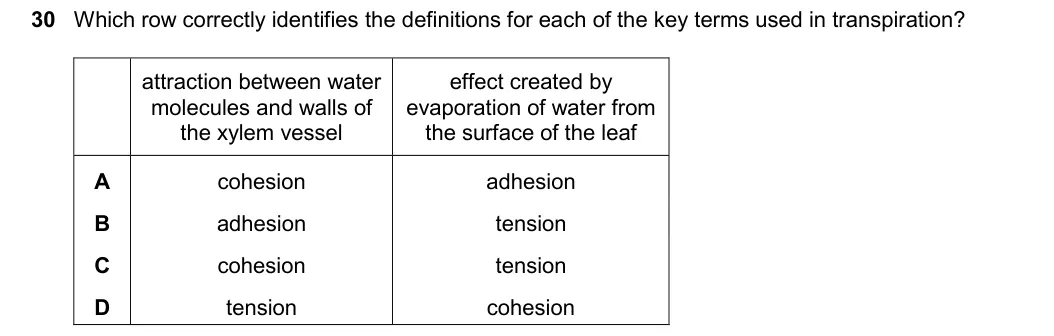 30 Which row correctly identifies the definitions for each of the key terms used in transpiration?
attraction between water molecules and walls of the xylem vessel effect created by evaporation of water from the surface of the leaf
A cohesion adhesion
B adhesion tension
C cohesion tension
D tension cohesion